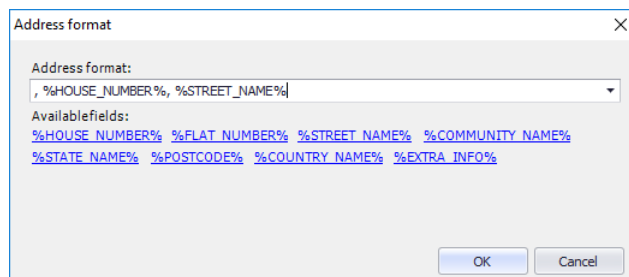 Address format
Address format:
, %HOUSE_NUMBER%, %STREET_NAME%
Availablefields:
%HOUSE_NUMBER% %FLAT_NUMBER% %STREET_NAME% %COMMUNITY_NAME%
%STATE_NAME% %POSTCODE% %COUNTRY_NAME% %EXTRA_INFO%
OK Cancel